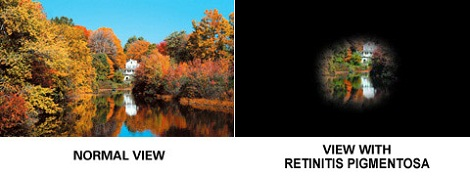 NORMAL VIEW
VIEW WITH
RETINITIS PIGMENTOSA